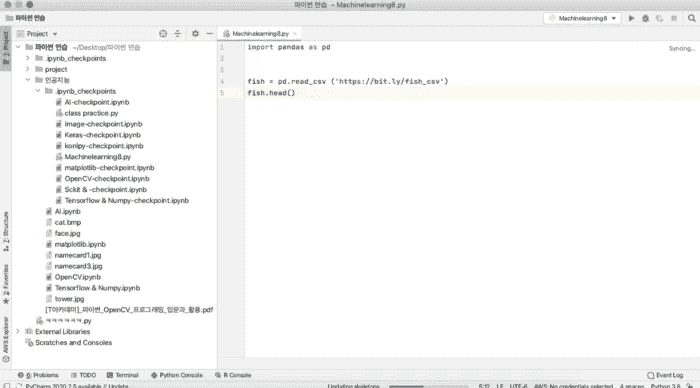 파이썬 연습 – Machinelearning8.py
파이썬 연습
Machinelearning8
Project
Machinelearning8.py
파이썬 연습 ~/Desktop/파이썬 연습
.ipynb_checkpoints
project
인공지능
.ipynb_checkpoints
AI-checkpoint.ipynb
class practice.py
Image-checkpoint.ipynb
Keras-checkpoint.ipynb
konlpy-checkpoint.ipynb
Machinelearning8.py
matplotlib-checkpoint.ipynb
OpenCV-checkpoint.ipynb
Sckit & -checkpoint.ipynb
Tensorflow & Numpy-checkpoint.ipynb
AI.ipynb
cat.bmp
face.jpg
matplotlib.ipynb
namecard1.jpg
namecard3.jpg
OpenCV.ipynb
Tensorflow & Numpy.ipynb
tower.jpg
[T아카데미]_파이썬_OpenCV_프로그래밍_입문과_활용.pdf
External Libraries
Scratches and Consoles
1 import pandas as pd
2
3
4 fish = pd.read_csv ('https://bit.ly/fish_csv')
5 fish.head()
Syncing...
1: Project
7: Structure
2: Favorites
AWS Explorer
6: Problems
TODO
Terminal
Python Console
R Console
Event Log
PyCharm 2020.2.5 available // Update...
Updating skeletons
5:12 LF UTF-8 AWS: No credentials selected 4 spaces Python 3.8